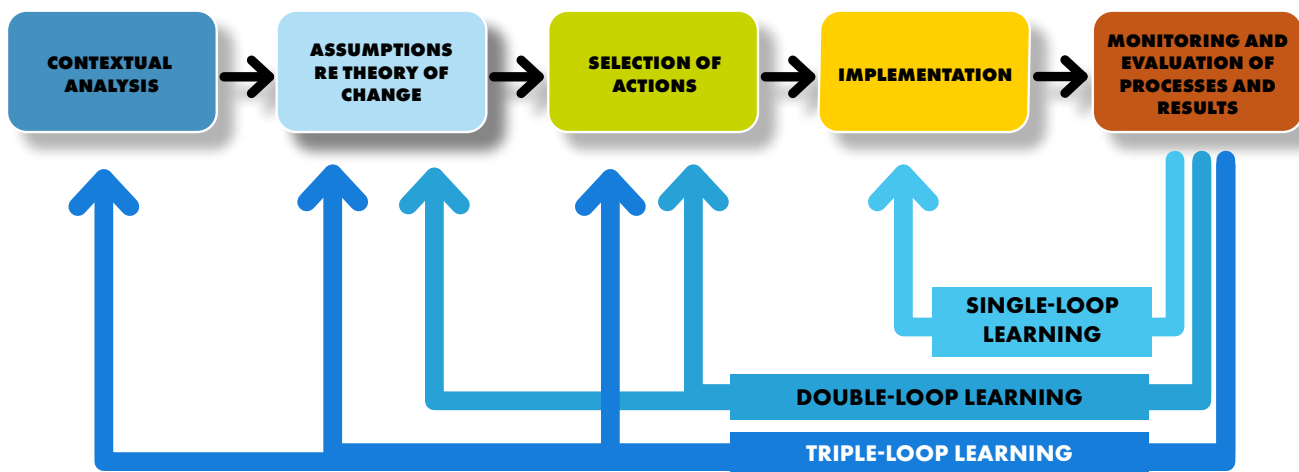 CONTEXTUAL
ANALYSIS
ASSUMPTIONS
RE THEORY OF
CHANGE
SELECTION OF
ACTIONS
IMPLEMENTATION
MONITORING AND
EVALUATION OF
PROCESSES AND
RESULTS
SINGLE-LOOP
LEARNING
DOUBLE-LOOP LEARNING
TRIPLE-LOOP LEARNING